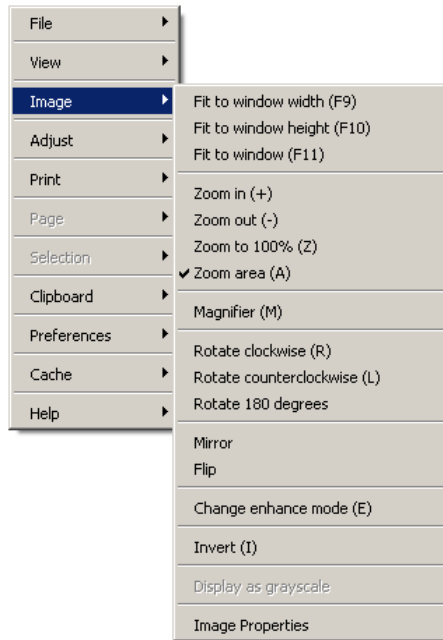 File
View
Image
Adjust
Print
Page
Selection
Clipboard
Preferences
Cache
Help
Fit to window width (F9)
Fit to window height (F10)
Fit to window (F11)
Zoom in (+)
Zoom out (-)
Zoom to 100% (Z)
Zoom area (A)
Magnifier (M)
Rotate clockwise (R)
Rotate counterclockwise (L)
Rotate 180 degrees
Mirror
Flip
Change enhance mode (E)
Invert (I)
Display as grayscale
Image Properties